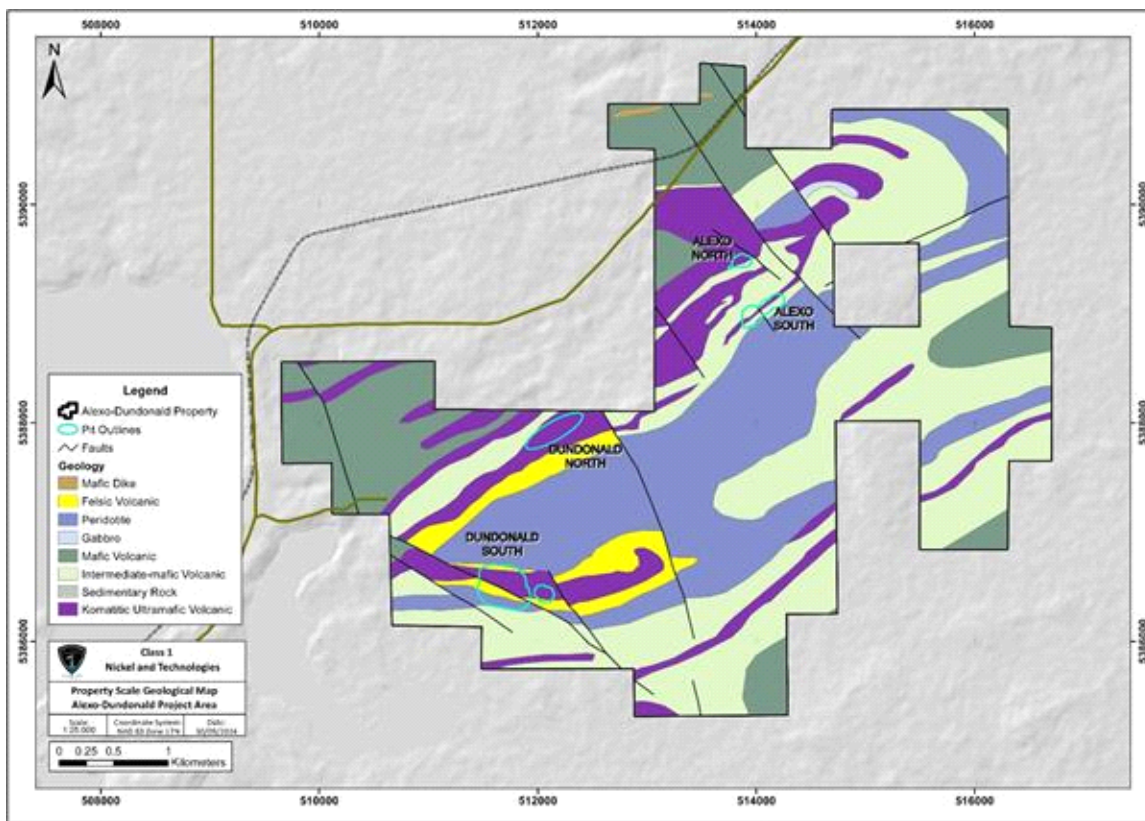 508000 510000 512000 514000 516000
N
5390000 5390000
ALEXO
NORTH
ALEXO
SOUTH
5388000 5388000
DUNDONALD
NORTH
DUNDONALD
SOUTH
5386000 5386000
Legend
Alexo-Dundonald Property
Pit Outlines
Faults
Geology
Mafic Dike
Felsic Volcanic
Peridotite
Gabbro
Mafic Volcanic
Intermediate-mafic Volcanic
Sedimentary Rock
Komatitic Ultramafic Volcanic
Class 1
Nickel and Technologies
Property Scale Geological Map
Alexo-Dundonald Project Area
Scale: Coordinate System: Date:
1:25,000 NAD 83 Zone 17N
0 0.25 0.5 1
Kilometers
508000 510000 512000 514000 516000